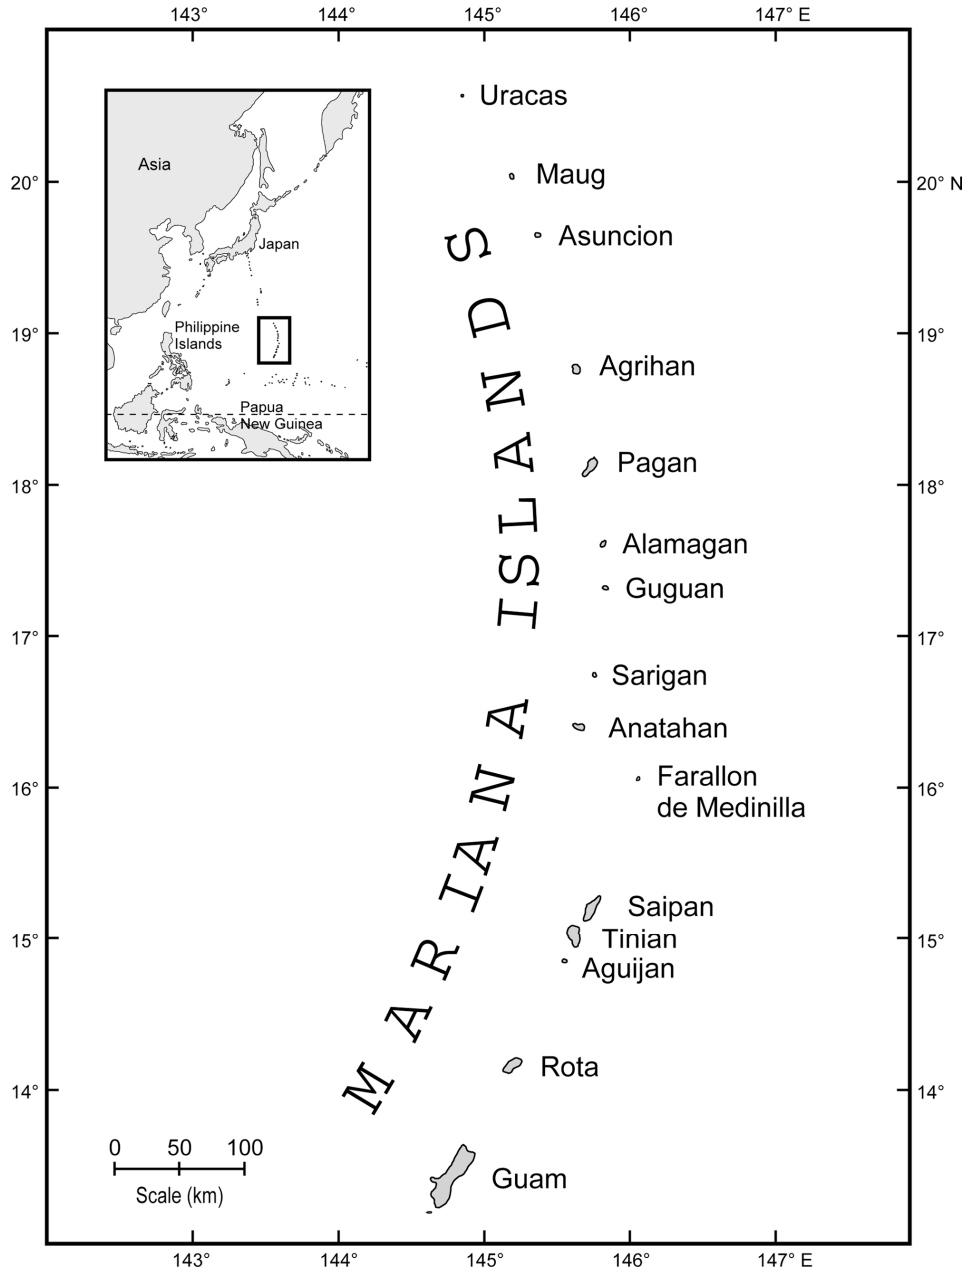 143° 144° 145° 146° 147° E
Uracas
Asia
Maug
20° 20° N
Asuncion
Japan
Philippine
Islands
19° 19°
Agrihan
Papua
New Guinea
Pagan
18° 18°
Alamagan
Guguan
MARIANA ISLANDS
17° 17°
Sarigan
Anatahan
16° 16°
Farallon
de Medinilla
Saipan
15° 15°
Tinian
Aguijan
Rota
14° 14°
0 50 100
Scale (km)
Guam
143° 144° 145° 146° 147° E